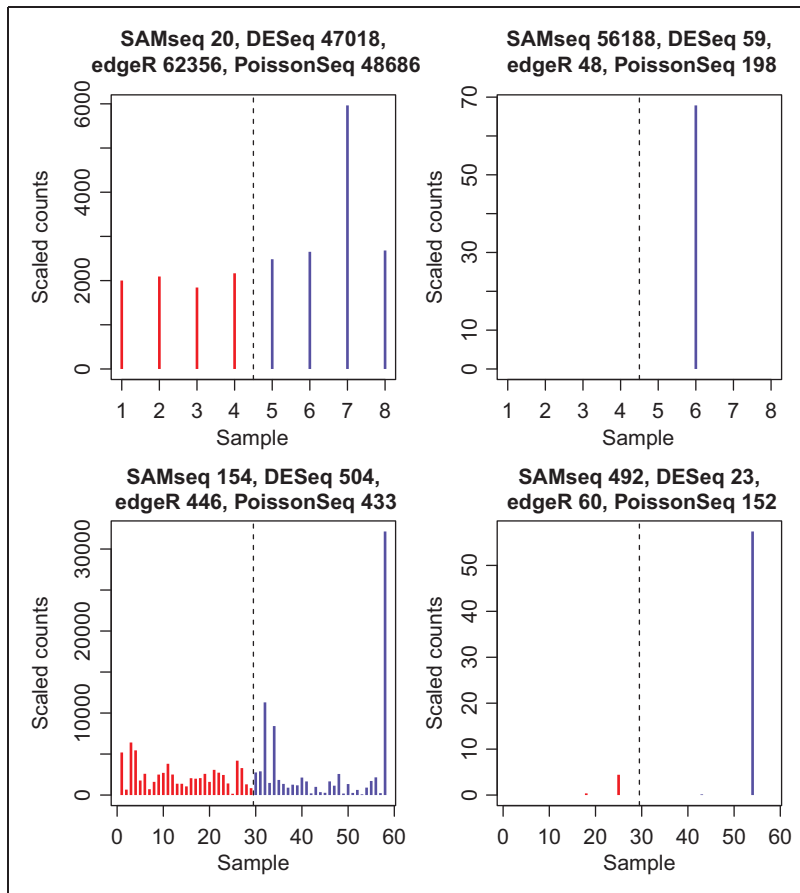 SAMseq 20, DESeq 47018,
edgeR 62356, PoissonSeq 48686
Scaled counts
6000
4000
2000
0
1 2 3 4 5 6 7 8
Sample
SAMseq 56188, DESeq 59,
edgeR 48, PoissonSeq 198
Scaled counts
70
50
30
10
0
1 2 3 4 5 6 7 8
Sample
SAMseq 154, DESeq 504,
edgeR 446, PoissonSeq 433
Scaled counts
30000
20000
10000
0
0 10 20 30 40 50 60
Sample
SAMseq 492, DESeq 23,
edgeR 60, PoissonSeq 152
Scaled counts
50
40
30
20
10
0
0 20 30 40 60
Sample